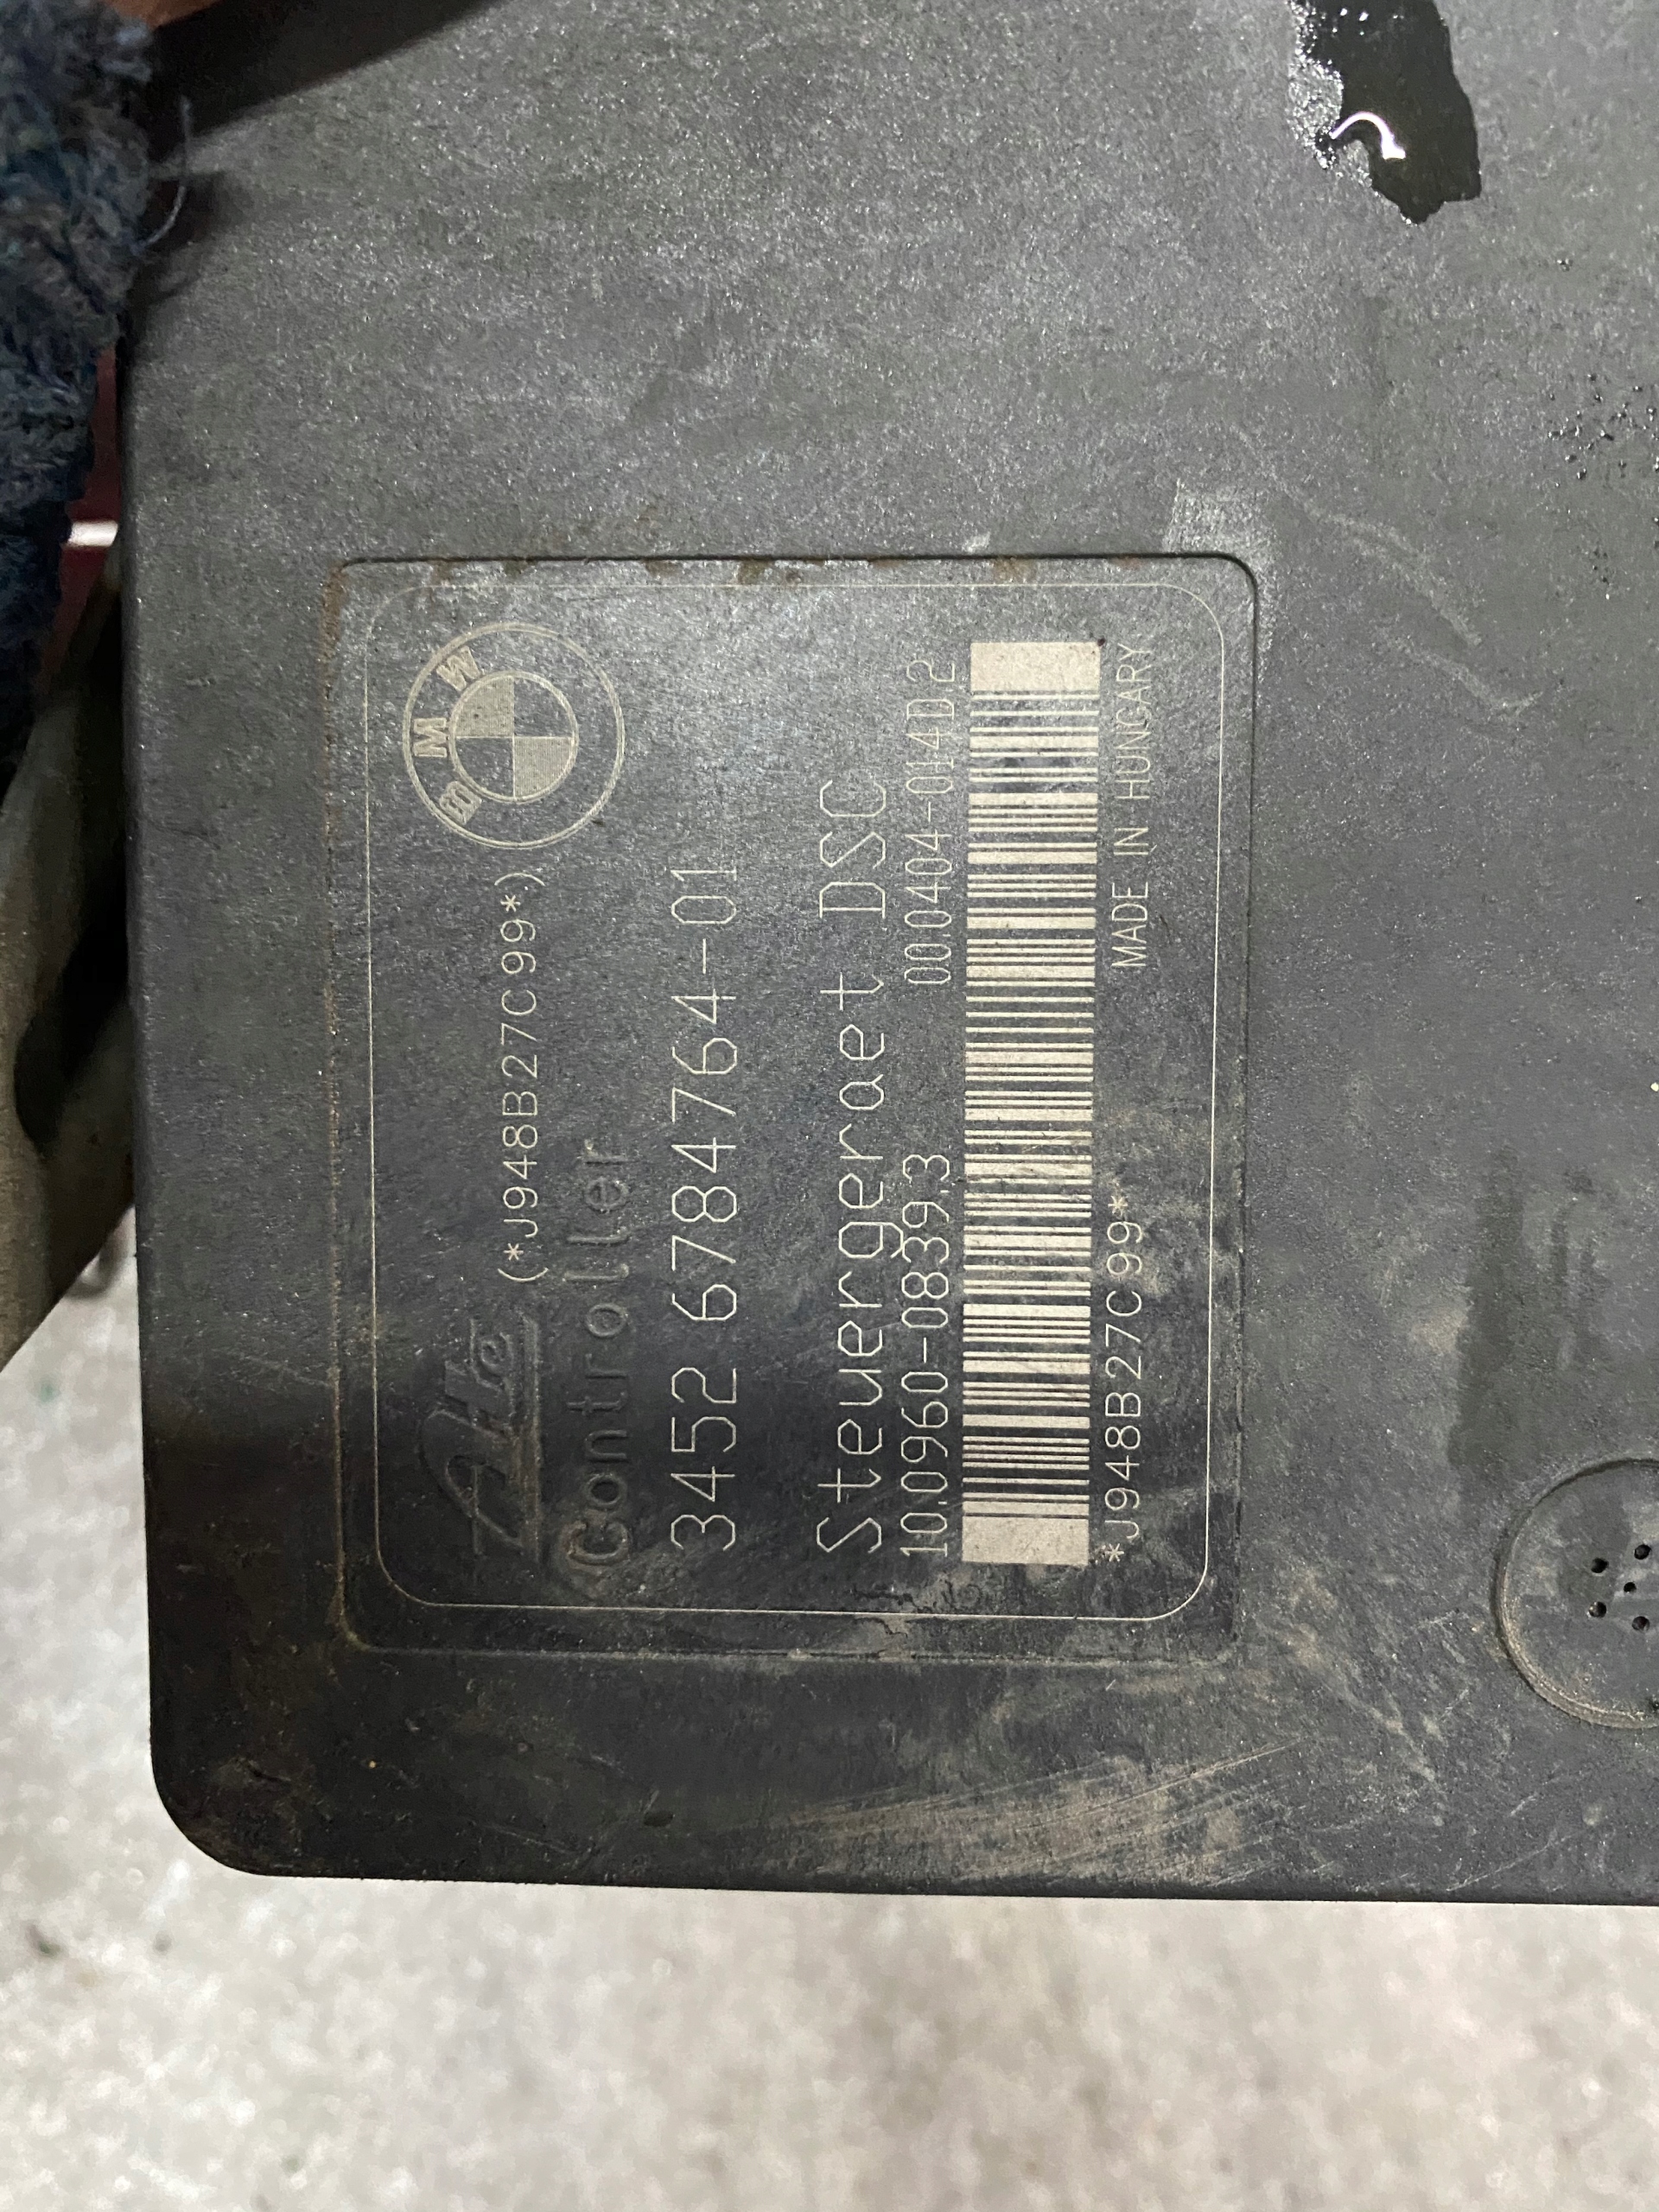 BMW
Ate (*J948B27C99*)
Controller
3452 6784764-01
Steuergeraet DSC
10.0960-0839.3 00.0404-014D.2
*J948B27C99*
MADE IN HUNGARY